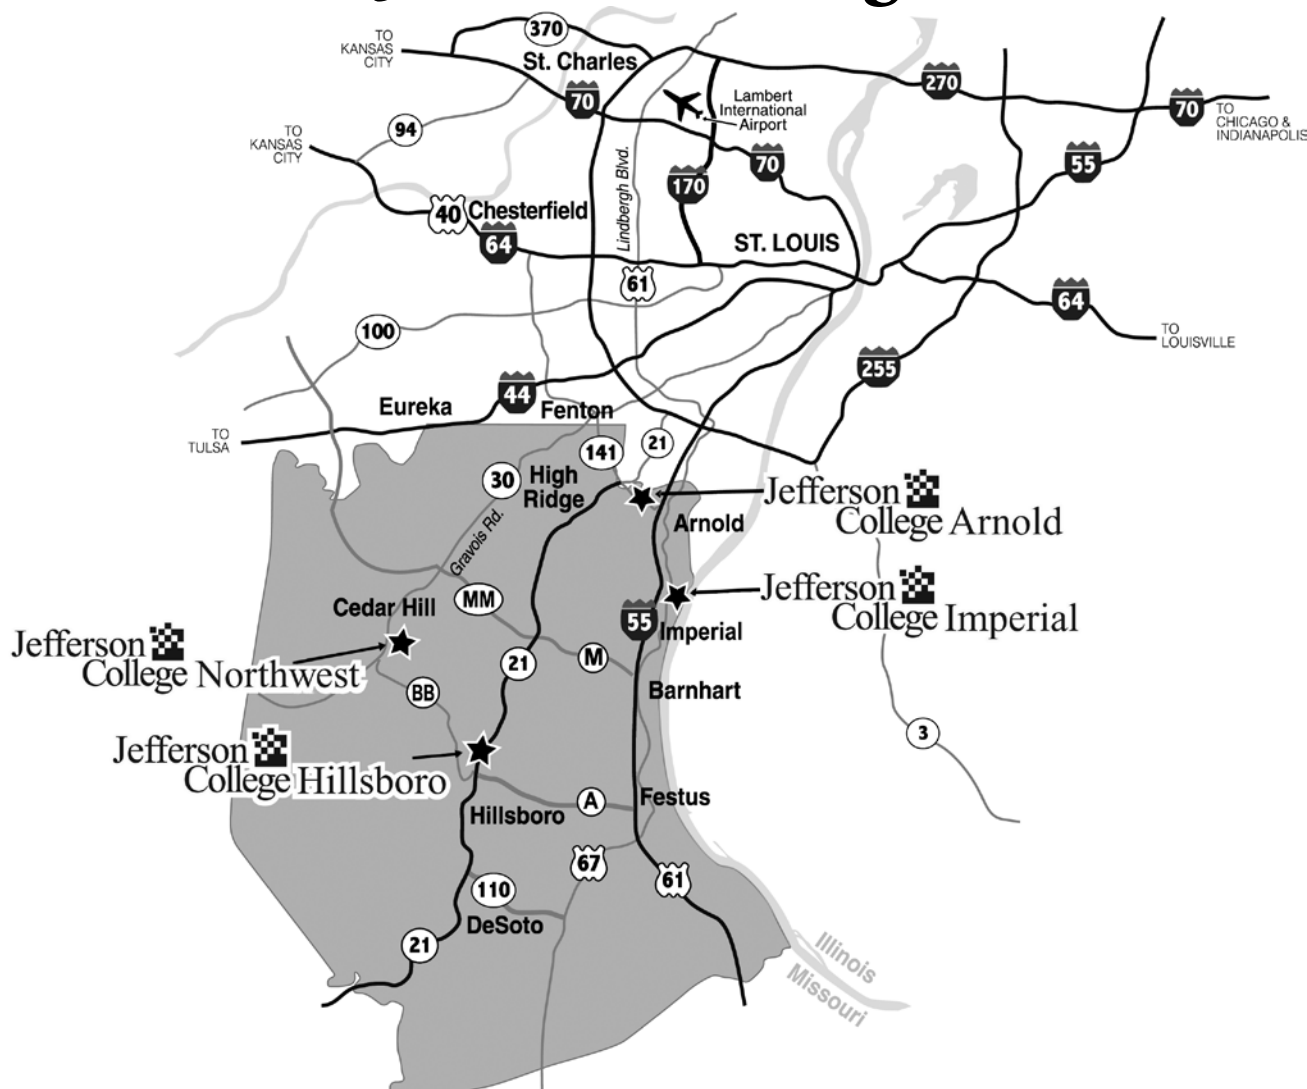 370
TO
KANSAS
CITY
St. Charles
270
70
Lambert
International
Airport
70
TO
CHICAGO &
INDIANAPOLIS
94
TO
KANSAS
CITY
70
55
170
Lindbergh Blvd.
40
Chesterfield
64
ST. LOUIS
61
64
100
TO
LOUISVILLE
255
44
Eureka
Fenton
TO
TULSA
141
21
30
High
Ridge
Jefferson
College Arnold
Arnold
Gravois Rd.
Jefferson
College Imperial
MM
Cedar Hill
55
Imperial
Jefferson
College Northwest
21
M
BB
Barnhart
3
Jefferson
College Hillsboro
Festus
A
Hillsboro
67
61
110
DeSoto
21
Illinois
Missouri